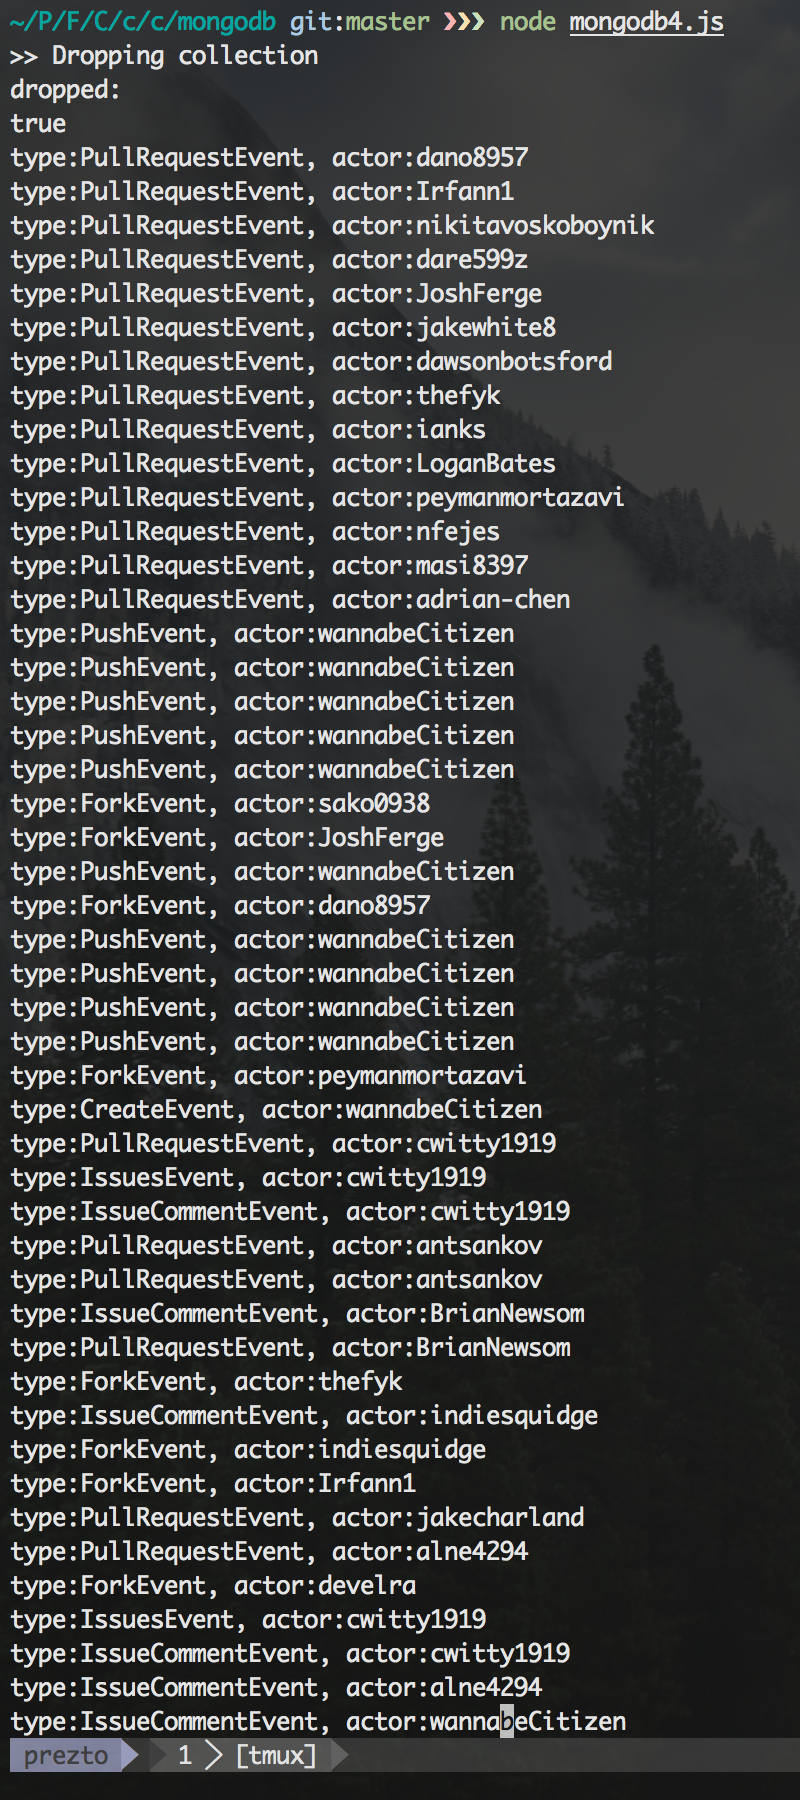 ~/P/F/C/c/c/mongodb git:master ❯❯❯ node mongodb4.js
>> Dropping collection
dropped:
true
type:PullRequestEvent, actor:dano8957
type:PullRequestEvent, actor:Irfann1
type:PullRequestEvent, actor:nikitavoskoboynik
type:PullRequestEvent, actor:dare599z
type:PullRequestEvent, actor:JoshFerge
type:PullRequestEvent, actor:jakewhite8
type:PullRequestEvent, actor:dawsonbotsford
type:PullRequestEvent, actor:thefyk
type:PullRequestEvent, actor:ianks
type:PullRequestEvent, actor:LoganBates
type:PullRequestEvent, actor:peymanmortazavi
type:PullRequestEvent, actor:nfejes
type:PullRequestEvent, actor:masi8397
type:PullRequestEvent, actor:adrian-chen
type:PushEvent, actor:wannabeCitizen
type:PushEvent, actor:wannabeCitizen
type:PushEvent, actor:wannabeCitizen
type:PushEvent, actor:wannabeCitizen
type:PushEvent, actor:wannabeCitizen
type:ForkEvent, actor:sako0938
type:ForkEvent, actor:JoshFerge
type:PushEvent, actor:wannabeCitizen
type:ForkEvent, actor:dano8957
type:PushEvent, actor:wannabeCitizen
type:PushEvent, actor:wannabeCitizen
type:PushEvent, actor:wannabeCitizen
type:PushEvent, actor:wannabeCitizen
type:ForkEvent, actor:peymanmortazavi
type:CreateEvent, actor:wannabeCitizen
type:PullRequestEvent, actor:cwitty1919
type:IssuesEvent, actor:cwitty1919
type:IssueCommentEvent, actor:cwitty1919
type:PullRequestEvent, actor:antsankov
type:PullRequestEvent, actor:antsankov
type:IssueCommentEvent, actor:BrianNewsom
type:PullRequestEvent, actor:BrianNewsom
type:ForkEvent, actor:thefyk
type:IssueCommentEvent, actor:indiesquidge
type:ForkEvent, actor:indiesquidge
type:ForkEvent, actor:Irfann1
type:PullRequestEvent, actor:jakecharland
type:PullRequestEvent, actor:alne4294
type:ForkEvent, actor:develra
type:IssuesEvent, actor:cwitty1919
type:IssueCommentEvent, actor:cwitty1919
type:IssueCommentEvent, actor:alne4294
type:IssueCommentEvent, actor:wannabeCitizen
prezto 1 [tmux]